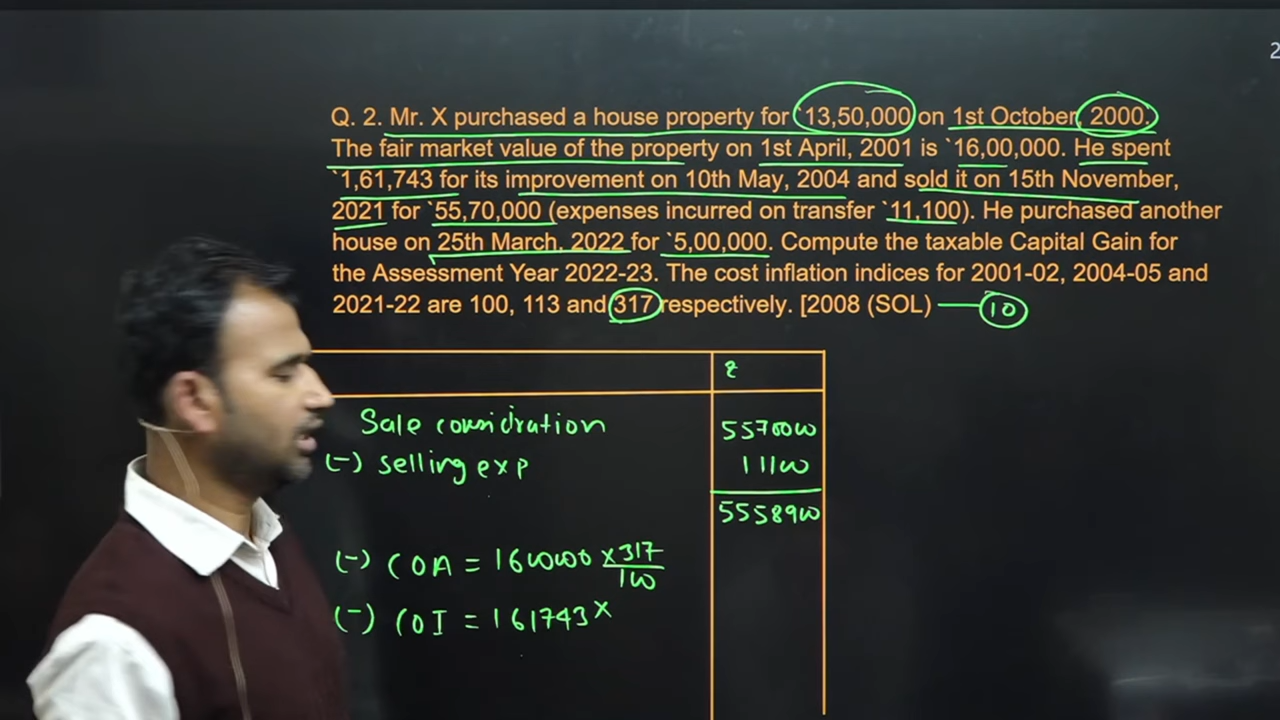 2
Q. 2. Mr. X purchased a house property for `13,50,000 on 1st October, 2000.
The fair market value of the property on 1st April, 2001 is `16,00,000. He spent
`1,61,743 for its improvement on 10th May, 2004 and sold it on 15th November,
2021 for `55,70,000 (expenses incurred on transfer `11,100). He purchased another
house on 25th March, 2022 for `5,00,000. Compute the taxable Capital Gain for
the Assessment Year 2022-23. The cost inflation indices for 2001-02, 2004-05 and
2021-22 are 100, 113 and 317 respectively. [2008 (SOL) — 10
₹
Sale considration 5570000
(-) selling exp 11100
5558900
(-) COA = 1600000 × 317/100
(-) COI = 161743 ×